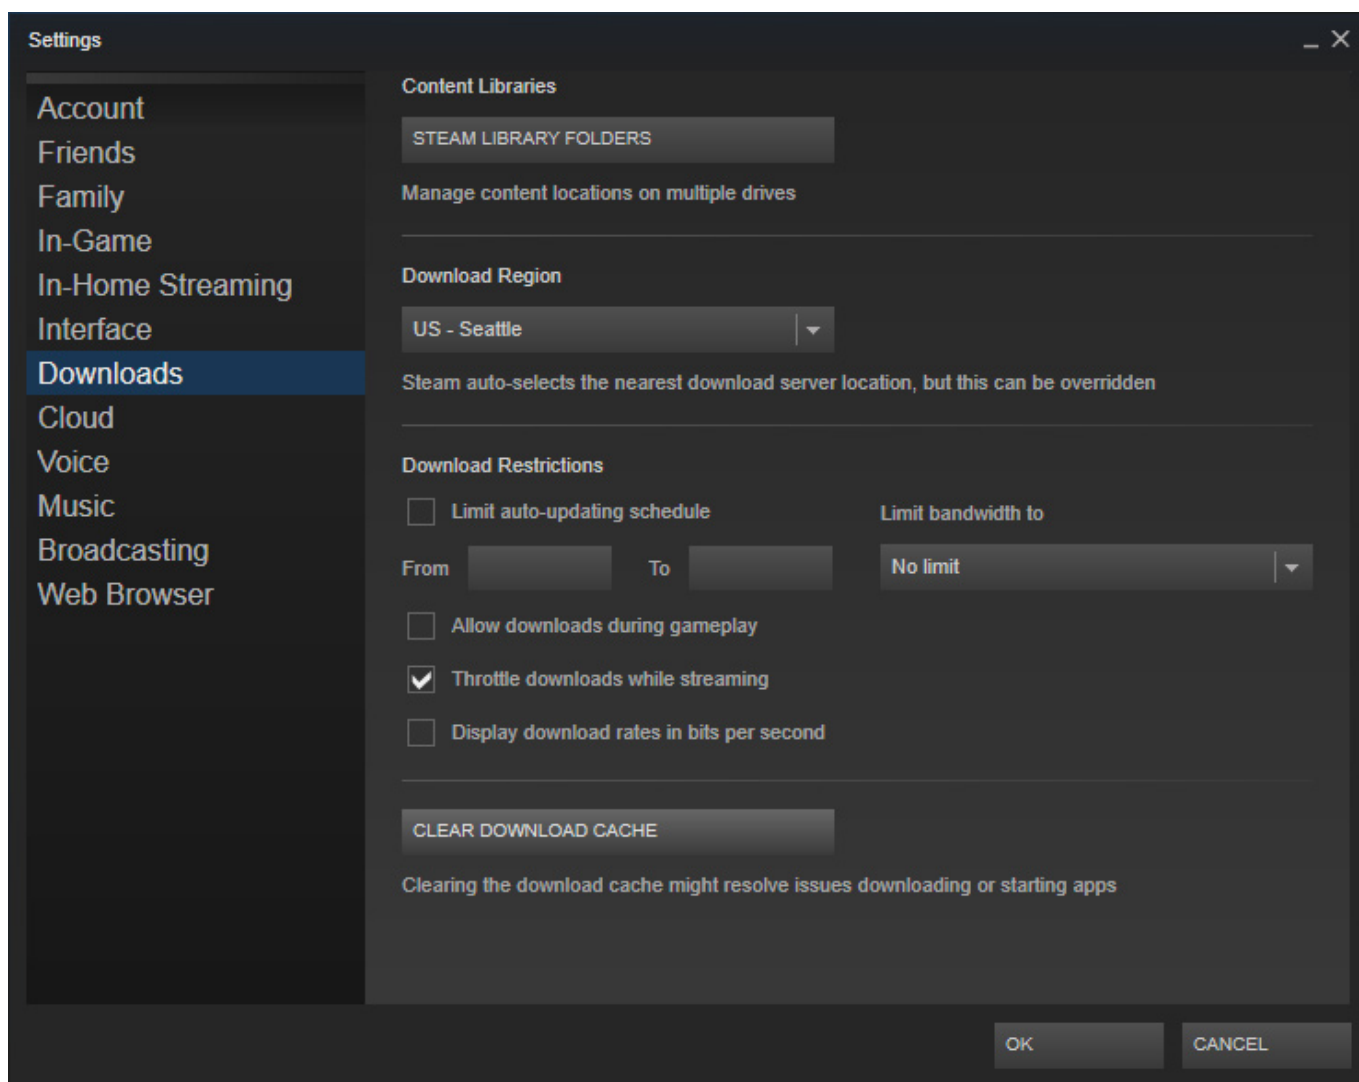 Settings
Account
Friends
Family
In-Game
In-Home Streaming
Interface
Downloads
Cloud
Voice
Music
Broadcasting
Web Browser
Content Libraries
STEAM LIBRARY FOLDERS
Manage content locations on multiple drives
Download Region
US - Seattle
Steam auto-selects the nearest download server location, but this can be overridden
Download Restrictions
Limit auto-updating schedule
Limit bandwidth to
From To
No limit
Allow downloads during gameplay
Throttle downloads while streaming
Display download rates in bits per second
CLEAR DOWNLOAD CACHE
Clearing the download cache might resolve issues downloading or starting apps
OK
CANCEL